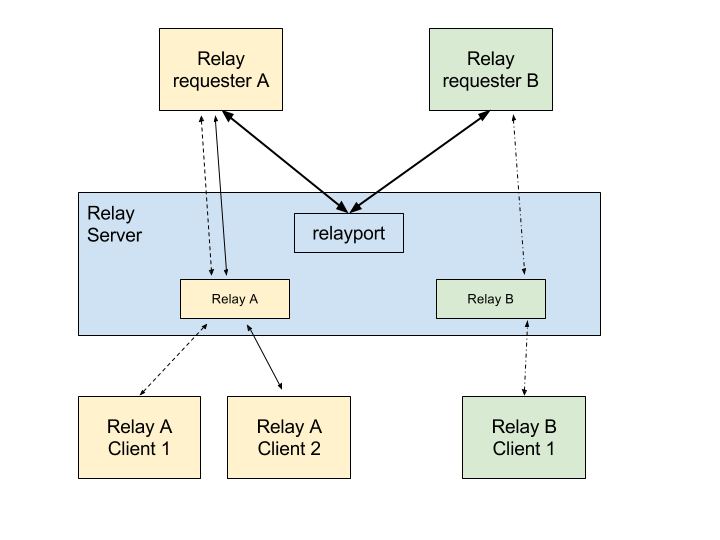 Relay
requester A
Relay
requester B
Relay
Server
relayport
Relay A
Relay B
Relay A
Client 1
Relay A
Client 2
Relay B
Client 1